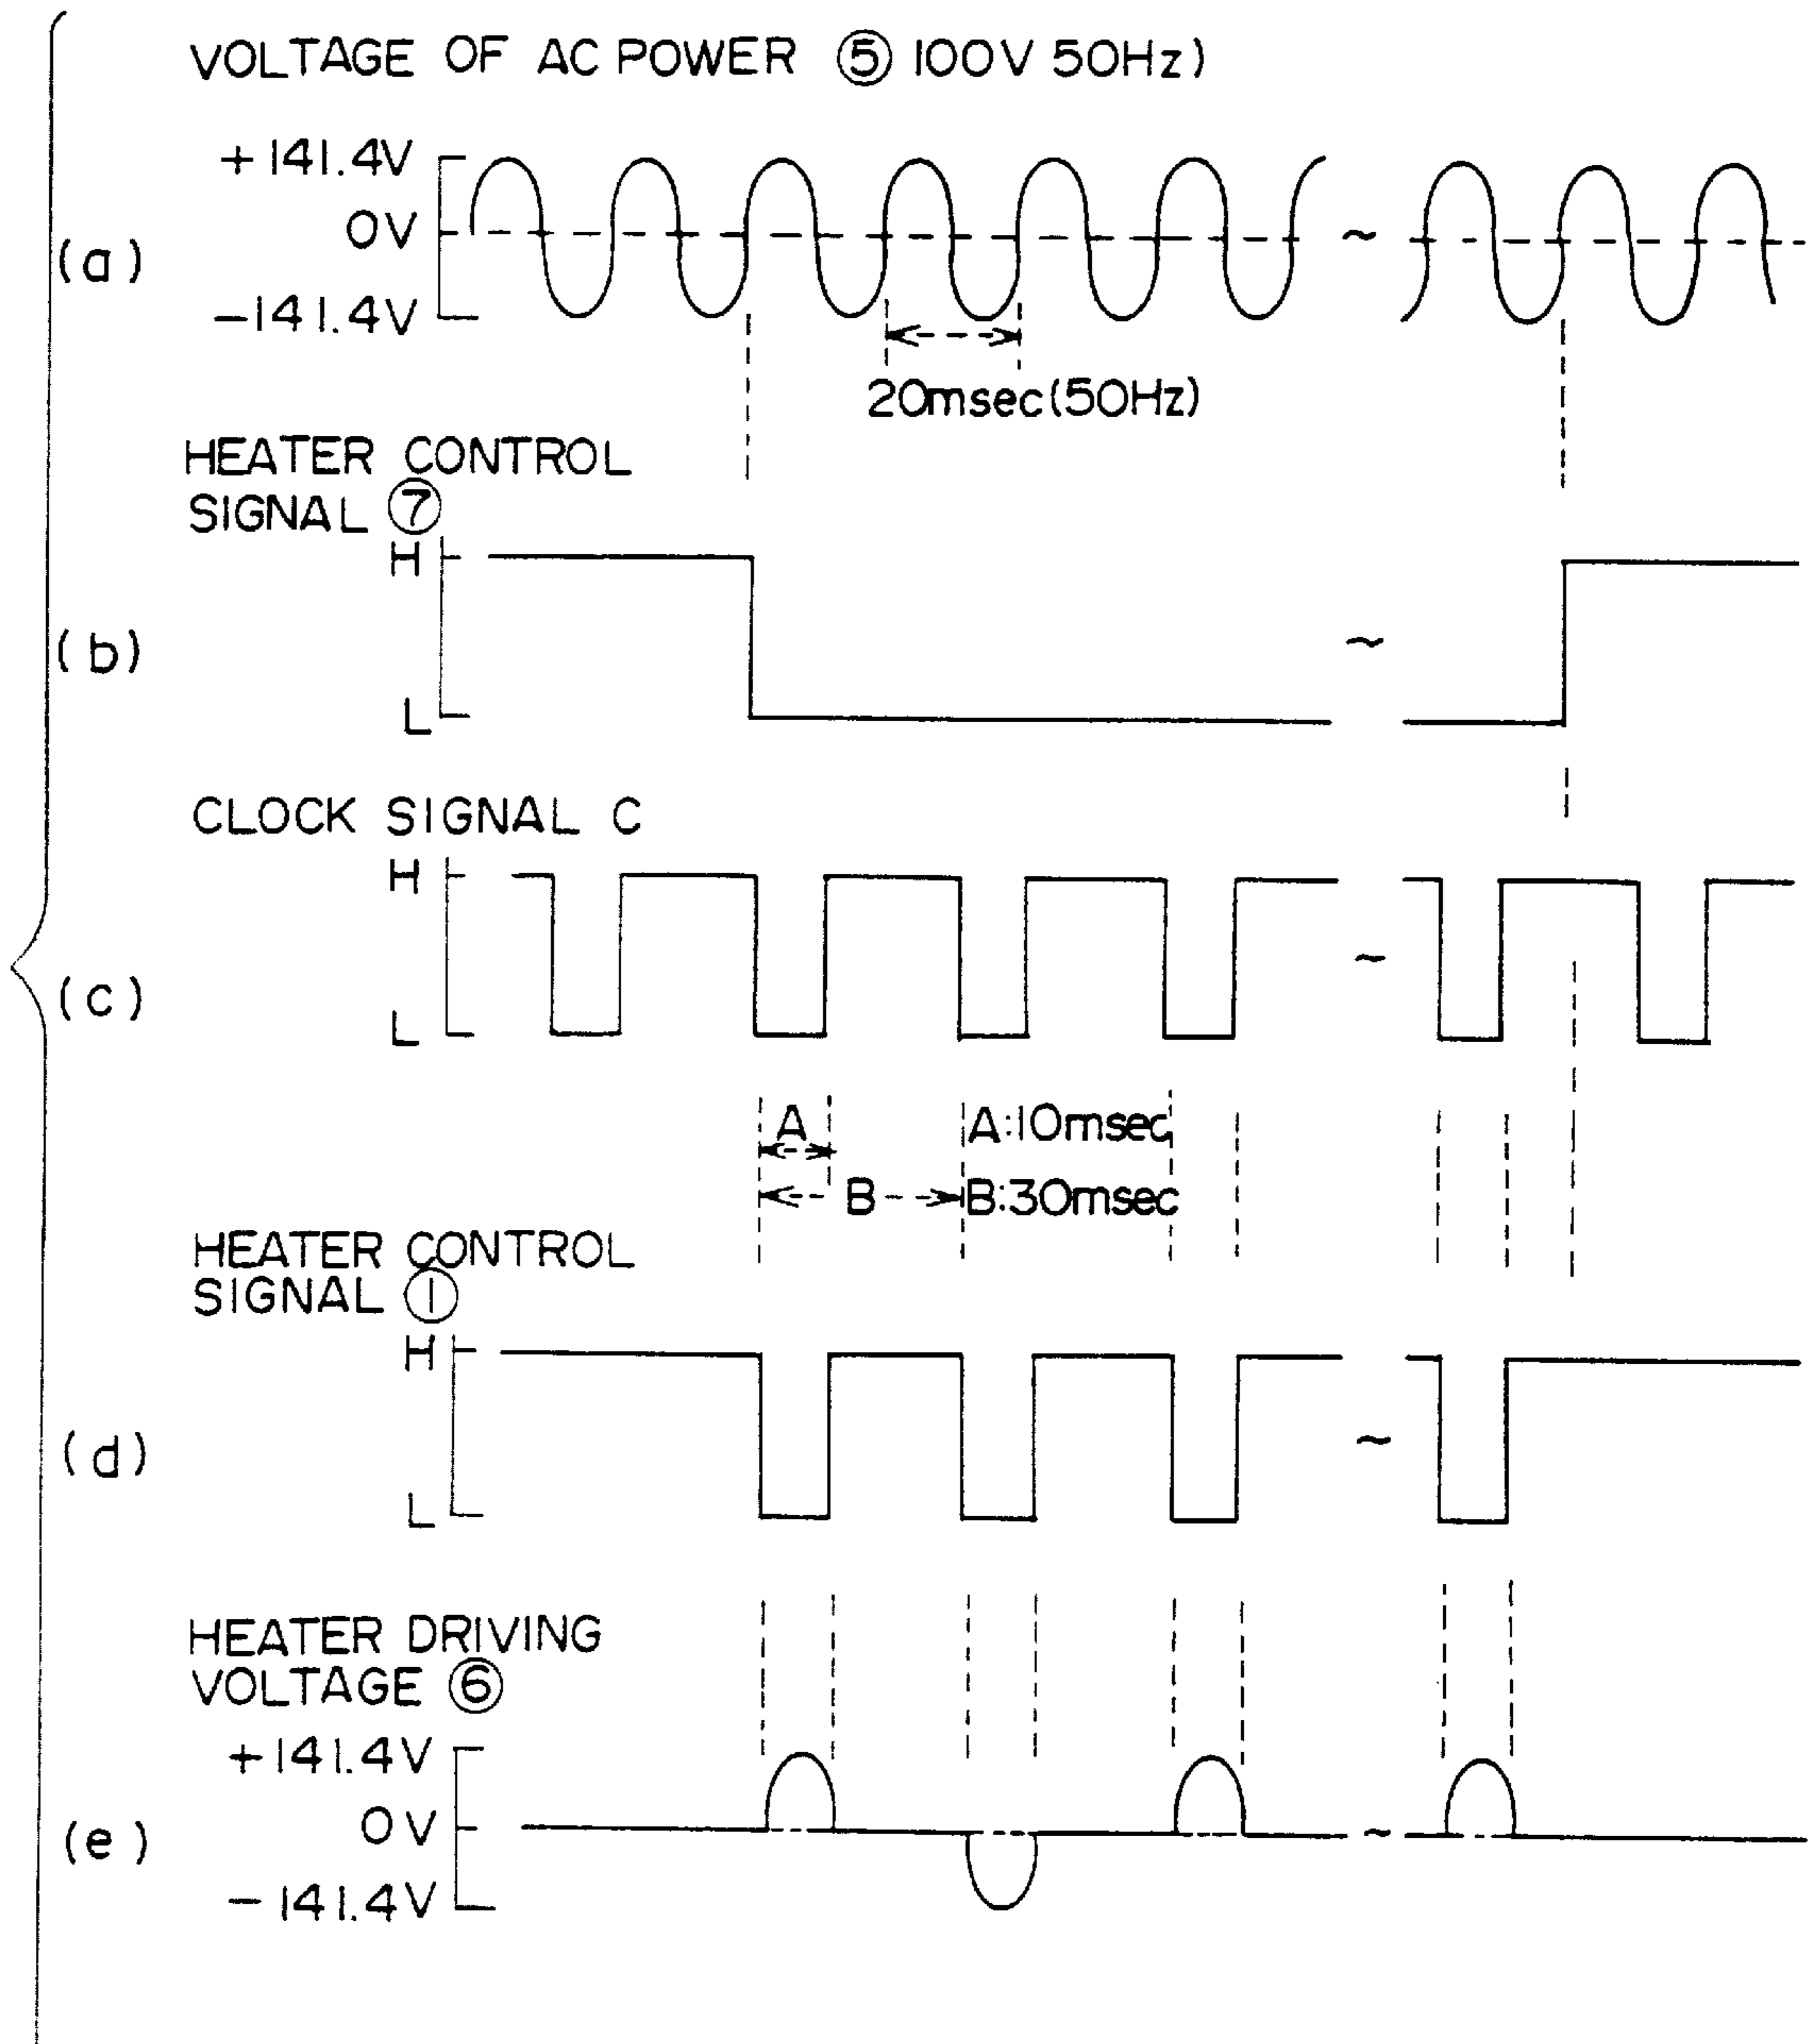 VOLTAGE OF AC POWER ⑤ 100V 50Hz)
+141.4V
0V
(a)
-141.4V
20msec(50Hz)
HEATER CONTROL
SIGNAL ⑦
H
(b)
L
~
~
CLOCK SIGNAL C
H
(c)
L
~
A
A:10msec
B
B:30msec
HEATER CONTROL
SIGNAL ①
H
(d)
L
~
HEATER DRIVING
VOLTAGE ⑥
+141.4V
0V
(e)
-141.4V
~